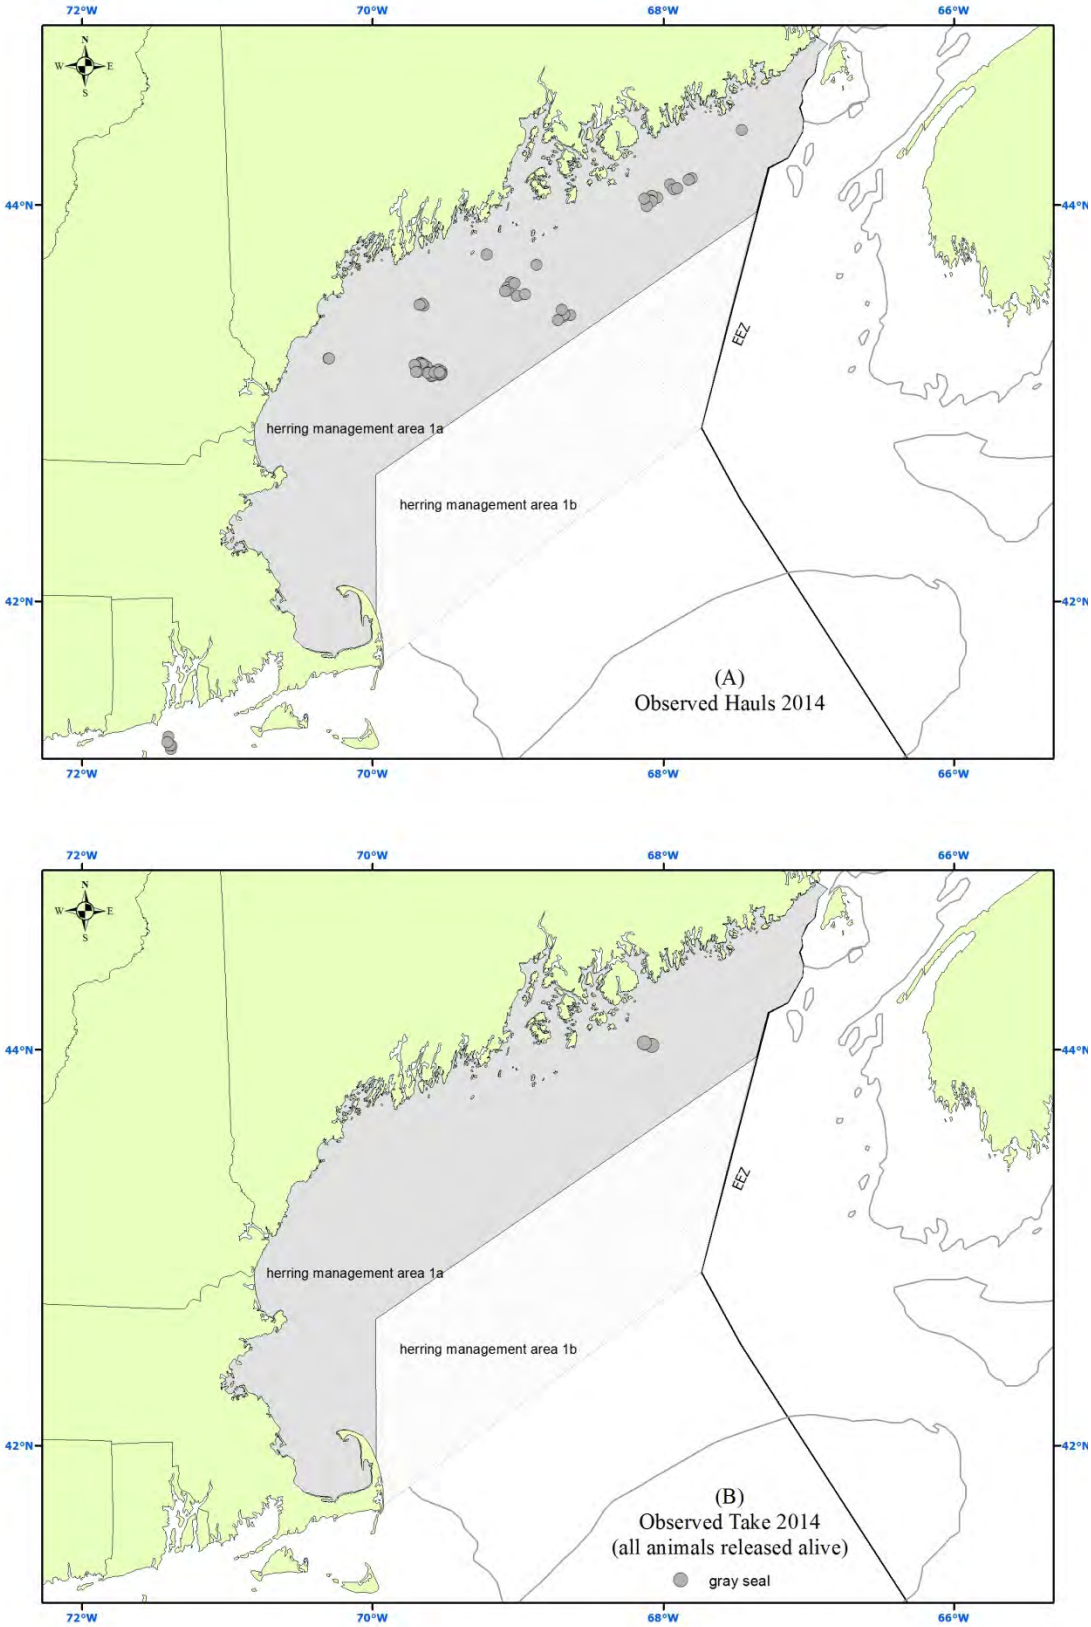 72°W 70°W 68°W 66°W
N
W E
S
44°N 44°N
EEZ
herring management area 1a
herring management area 1b
42°N 42°N
(A)
Observed Hauls 2014
72°W 70°W 68°W 66°W
72°W 70°W 68°W 66°W
N
W E
S
44°N 44°N
EEZ
herring management area 1a
herring management area 1b
42°N 42°N
(B)
Observed Take 2014
(all animals released alive)
gray seal
72°W 70°W 68°W 66°W